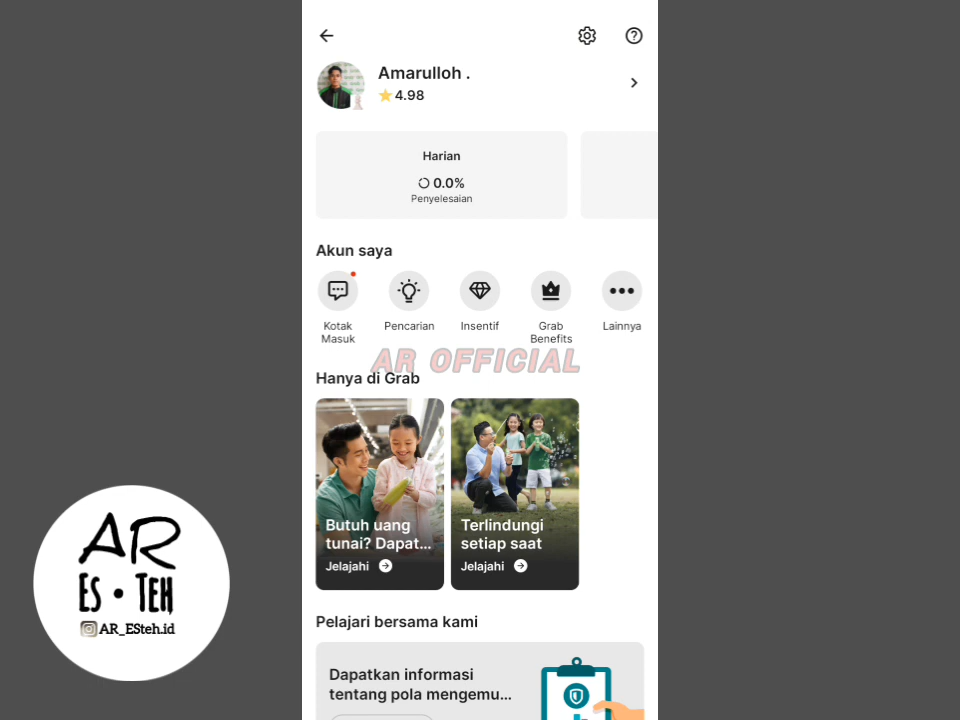 Amarulloh .
4.98
Harian
0.0%
Penyelesaian
Akun saya
Kotak
Masuk
Pencarian
Insentif
Grab
Benefits
Lainnya
AR OFFICIAL
Hanya di Grab
Butuh uang
tunai? Dapat...
Jelajahi
Terlindungi
setiap saat
Jelajahi
Pelajari bersama kami
Dapatkan informasi
tentang pola mengemu...
AR
ES • TEH
AR_ESteh.id